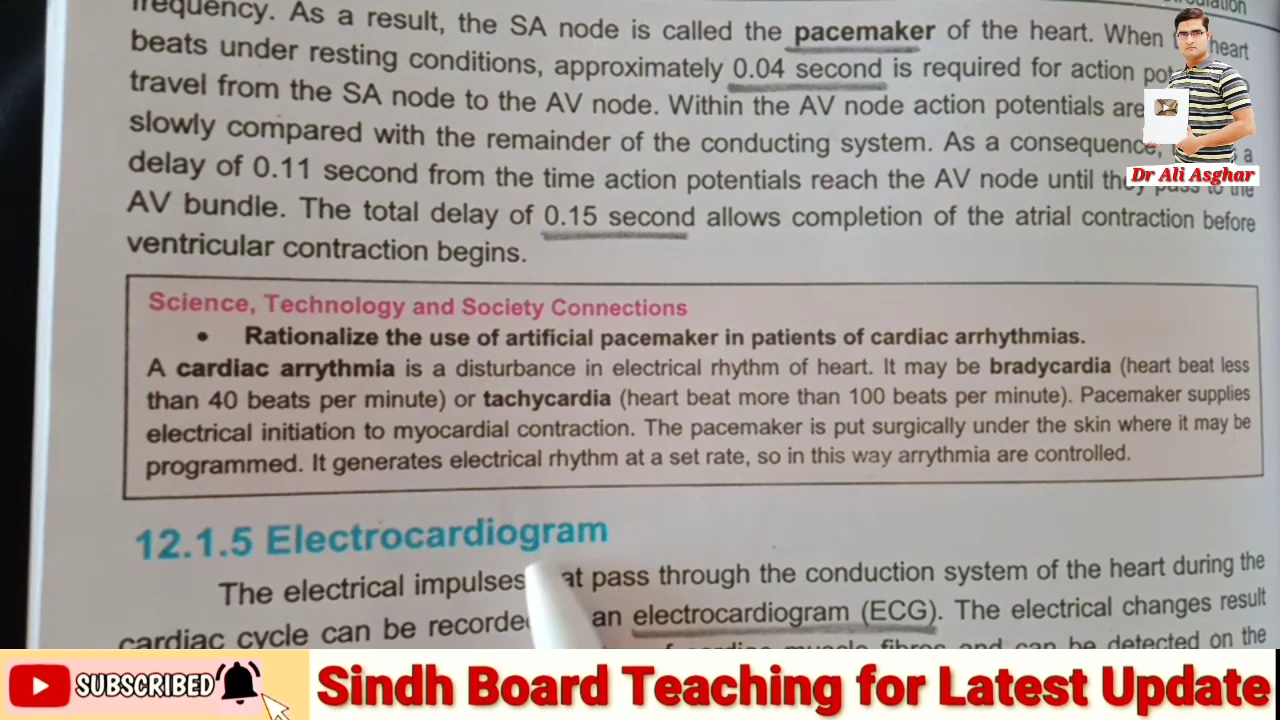 frequency. As a result, the SA node is called the pacemaker of the heart. When heart
beats under resting conditions, approximately 0.04 second is required for action pot
travel from the SA node to the AV node. Within the AV node action potentials are
slowly compared with the remainder of the conducting system. As a consequence, a
delay of 0.11 second from the time action potentials reach the AV node until they pass to the
AV bundle. The total delay of 0.15 second allows completion of the atrial contraction before
ventricular contraction begins.
Dr Ali Asghar
Science, Technology and Society Connections
• Rationalize the use of artificial pacemaker in patients of cardiac arrhythmias.
A cardiac arrythmia is a disturbance in electrical rhythm of heart. It may be bradycardia (heart beat less
than 40 beats per minute) or tachycardia (heart beat more than 100 beats per minute). Pacemaker supplies
electrical initiation to myocardial contraction. The pacemaker is put surgically under the skin where it may be
programmed. It generates electrical rhythm at a set rate, so in this way arrythmia are controlled.
12.1.5 Electrocardiogram
The electrical impulses at pass through the conduction system of the heart during the
cardiac cycle can be recorded an electrocardiogram (ECG). The electrical changes result
of cardiac muscle fibres and can be detected on the
SUBSCRIBED
Sindh Board Teaching for Latest Update